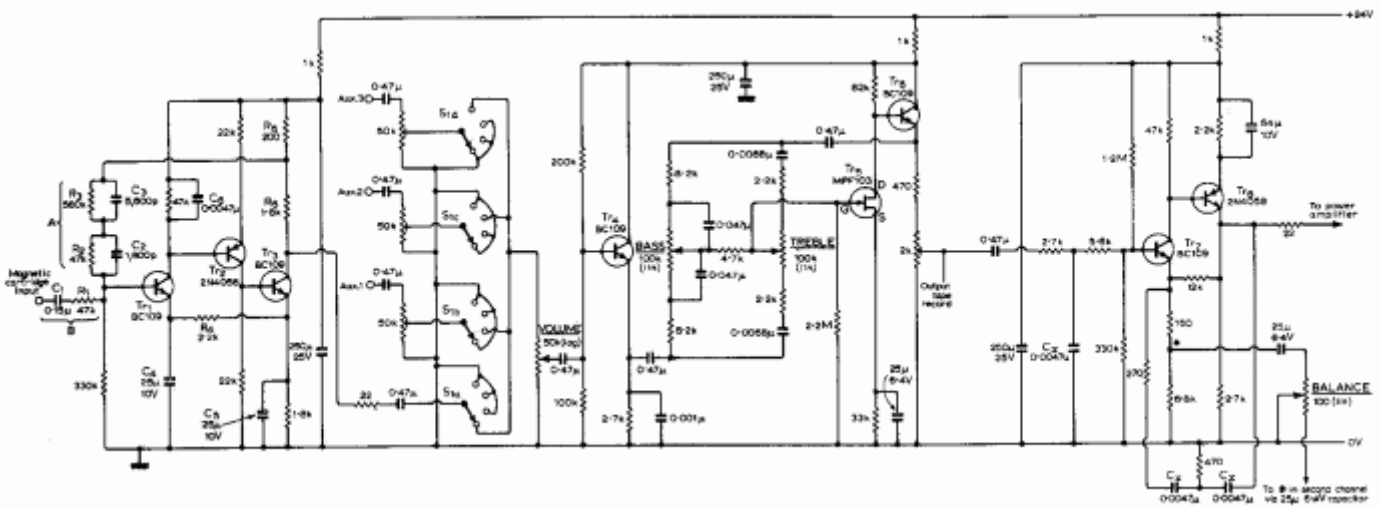 +24V
1k
1k
1k
0·47μ
Aux.3
50k
S1d
250μ
25V
82k
Tr6
BC109
0·47μ
R5
200
22k
200k
0·0068μ
47k
2·2k
64μ
10V
1·2M
R3
560k
C3
5,600p
47k
C6
0·0047μ
R6
1·8k
0·47μ
Aux.2
50k
S1c
8·2k
2·2k
Tr5
MPF103
D
G
S
470
A
R2
47k
C2
1,800p
Tr2
2N4058
Tr3
BC109
Tr4
BC109
0·047μ
BASS
100k
(lin)
4·7k
TREBLE
100k
(lin)
2k
0·47μ
2·7k
5·6k
Tr7
BC109
Tr8
2N4058
To power
amplifier
22
Magnetic
cartridge
input
C1
0·15μ
R1
47k
B
Tr1
BC109
R4
2·2k
0·47μ
Aux.1
50k
S1b
0·047μ
Output
tape
record
12k
VOLUME
50k(log)
0·47μ
8·2k
2·2k
0·0068μ
2·2M
250μ
25V
250μ
25V
Cx
0·0047μ
330k
150
270
25μ
6·4V
330k
C4
25μ
10V
22k
22
0·47μ
S1a
100k
0·47μ
25μ
6·4V
BALANCE
100 (lin)
C5
25μ
10V
1·8k
2·7k
0·001μ
33k
6·8k
2·7k
0V
470
Cx
0·0047μ
Cx
0·0047μ
To in second channel
via 25μ capacitor